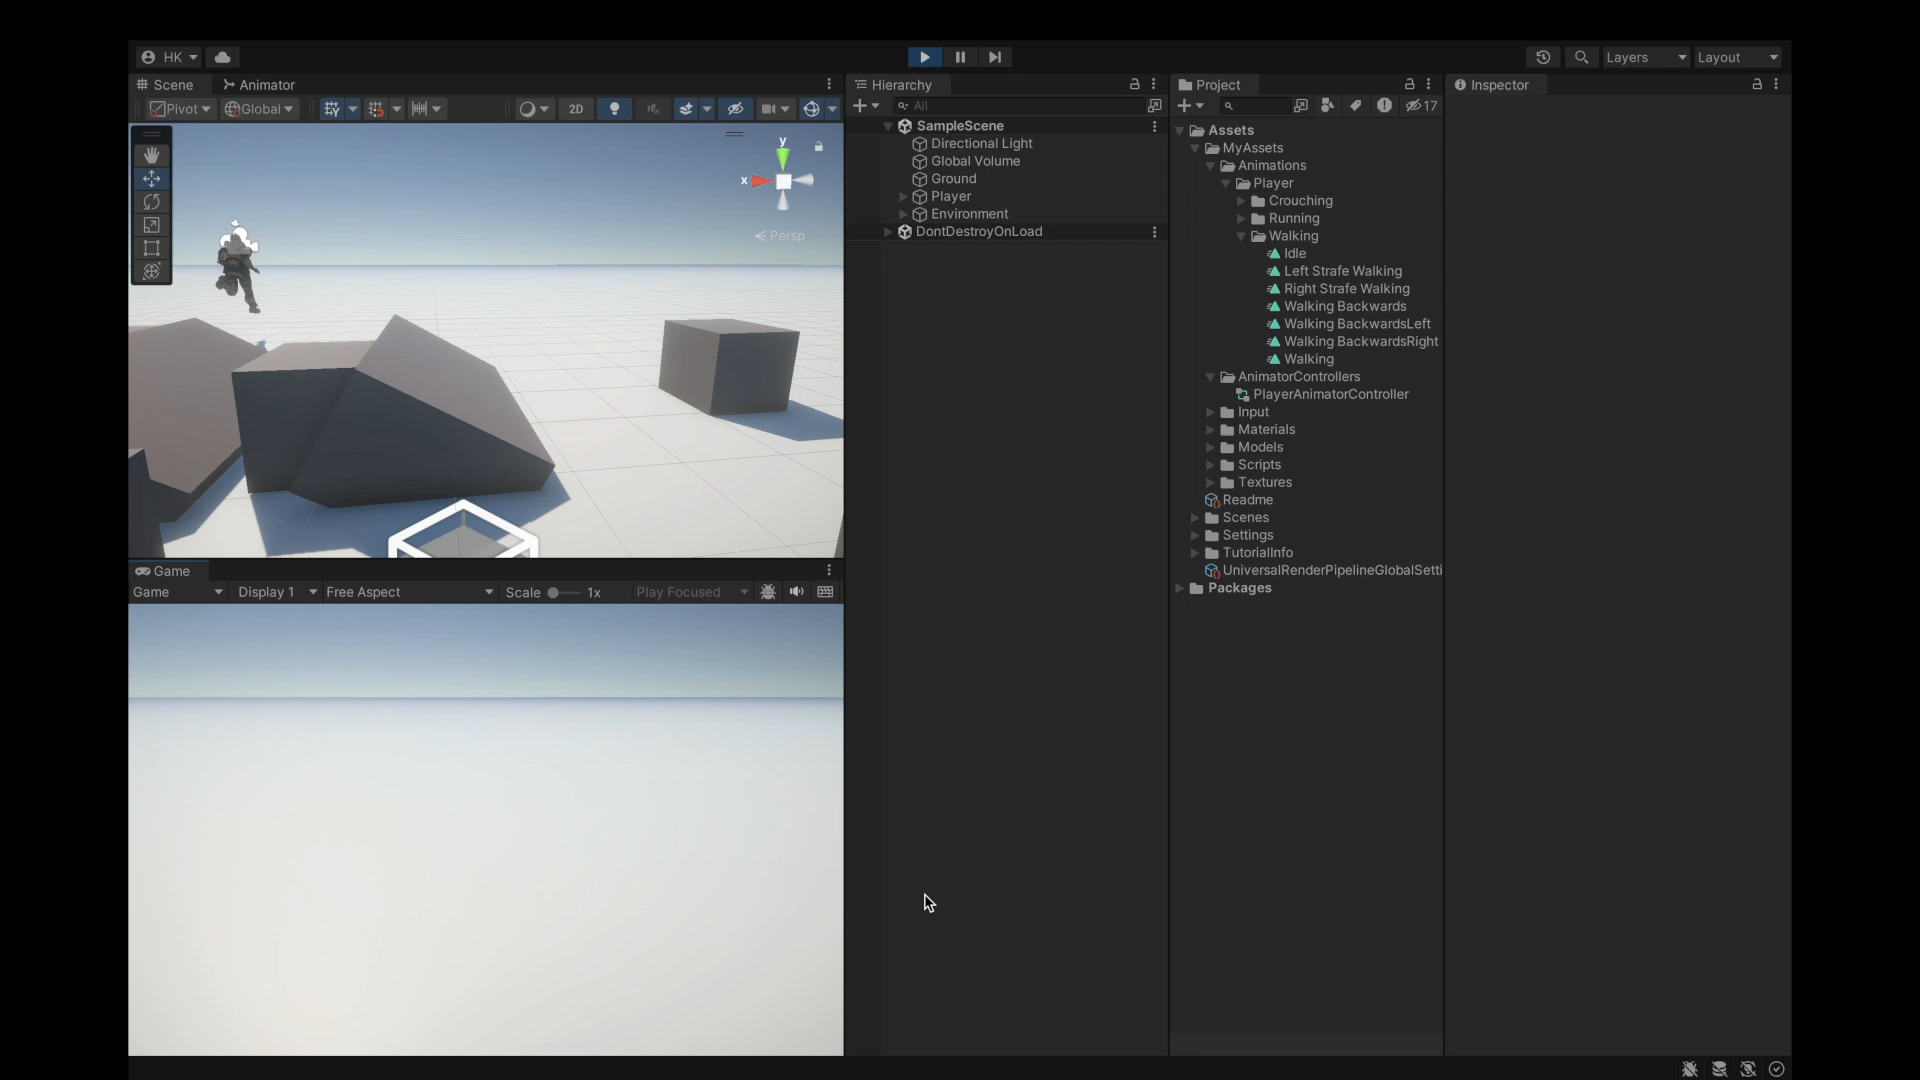 HK
Layers
Layout
Scene
Animator
Pivot
Global
2D
y
x
Persp
Game
Game
Display 1
Free Aspect
Scale
1x
Play Focused
Hierarchy
All
SampleScene
Directional Light
Global Volume
Ground
Player
Environment
DontDestroyOnLoad
Project
17
Assets
MyAssets
Animations
Player
Crouching
Running
Walking
Idle
Left Strafe Walking
Right Strafe Walking
Walking Backwards
Walking BackwardsLeft
Walking BackwardsRight
Walking
AnimatorControllers
PlayerAnimatorController
Input
Materials
Models
Scripts
Textures
Readme
Scenes
Settings
TutorialInfo
UniversalRenderPipelineGlobalSetti
Packages
Inspector